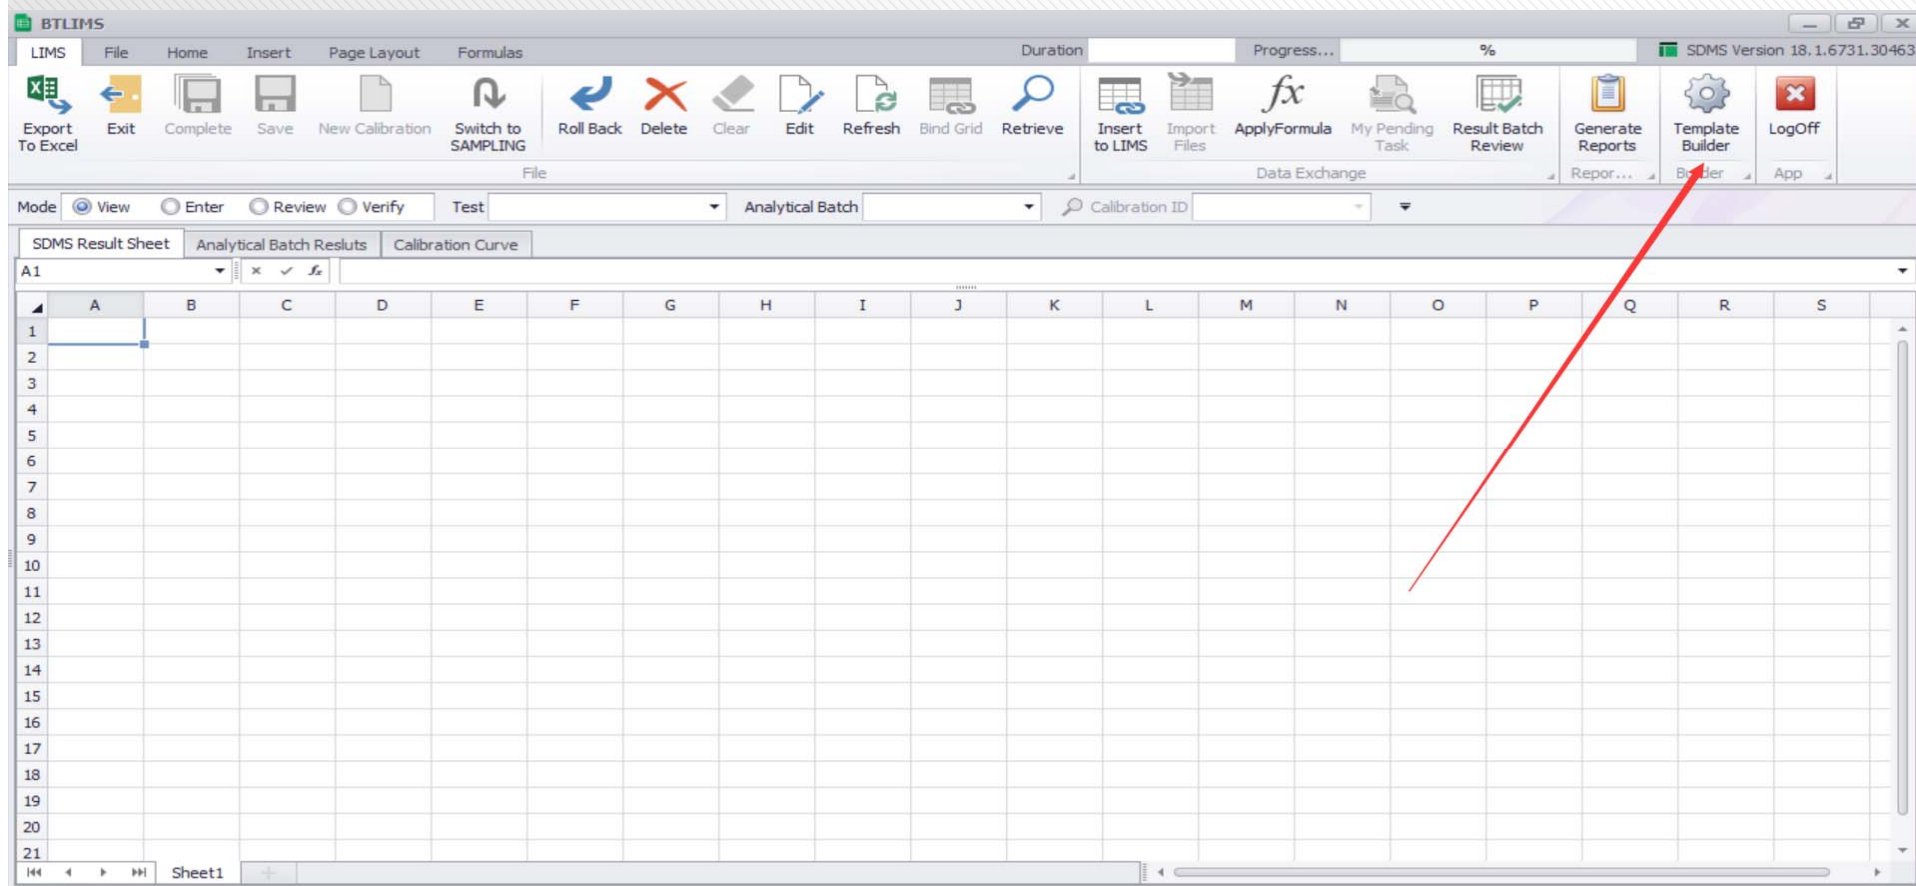 BTLIMS
LIMS File Home Insert Page Layout Formulas Duration Progress... % SDMS Version 18.1.6731.30463
Export To Excel
Exit
Complete
Save
New Calibration
Switch to SAMPLING
Roll Back
Delete
Clear
Edit
Refresh
Bind Grid
Retrieve
Insert to LIMS
Import Files
fx
ApplyFormula
My Pending Task
Result Batch Review
Generate Reports
Template Builder
LogOff
File Data Exchange Repor... Builder App
Mode View Enter Review Verify Test Analytical Batch Calibration ID
SDMS Result Sheet Analytical Batch Resluts Calibration Curve
A1 fx
A B C D E F G H I J K L M N O P Q R S
1
2
3
4
5
6
7
8
9
10
11
12
13
14
15
16
17
18
19
20
21
Sheet1